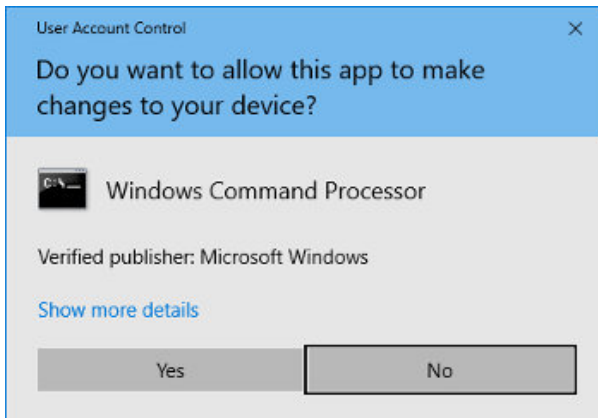 User Account Control
Do you want to allow this app to make
changes to your device?
C:\
Windows Command Processor
Verified publisher: Microsoft Windows
Show more details
Yes
No